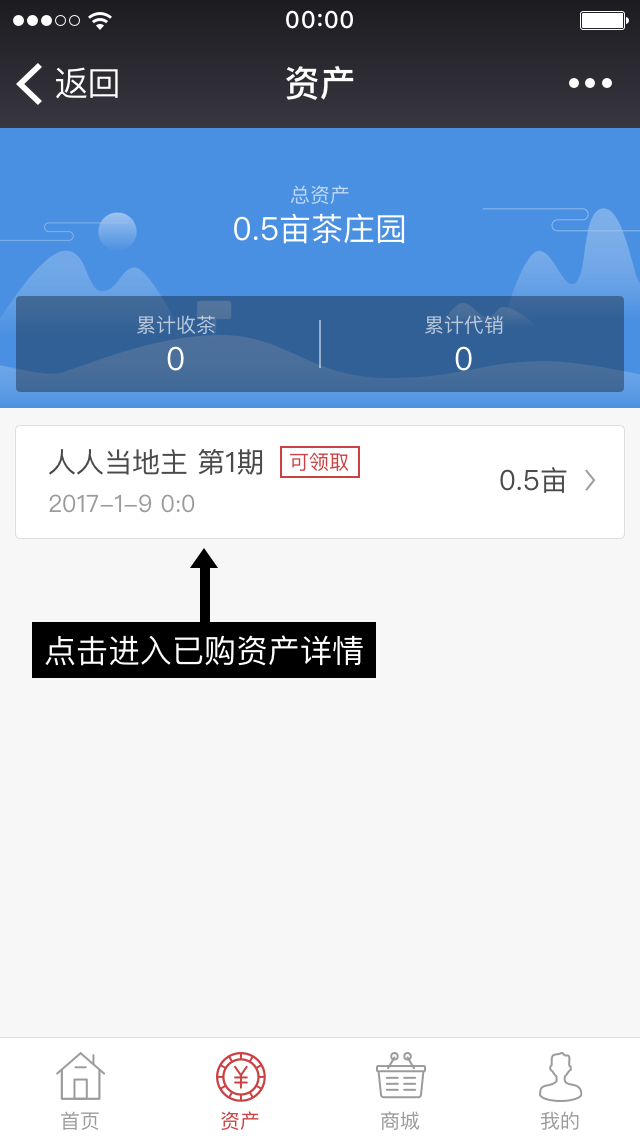 00:00
返回 资产
总资产
0.5亩茶庄园
累计收茶 累计代销
0 0
人人当地主 第1期 可领取
0.5亩
2017-1-9 0:0
点击进入已购资产详情
首页 资产 商城 我的